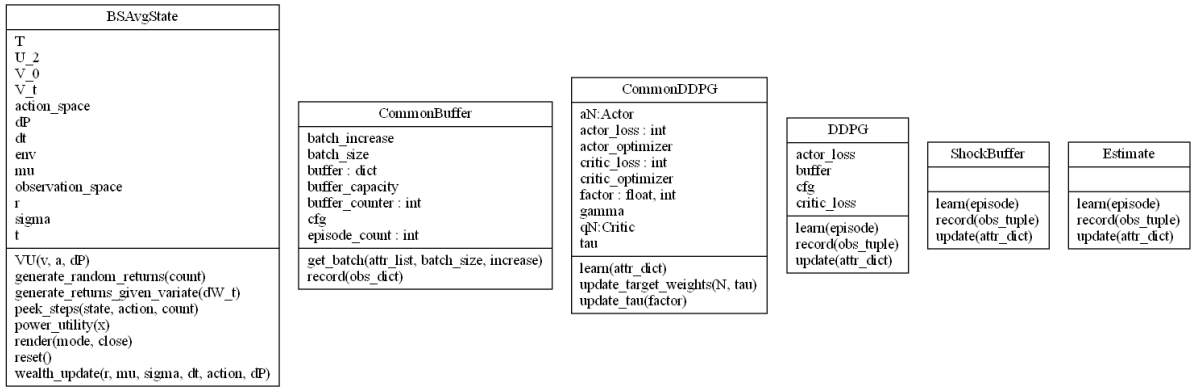 BSAvgState
T
U_2
V_0
V_t
action_space
dP
dt
env
mu
observation_space
r
sigma
t
VU(v, a, dP)
generate_random_returns(count)
generate_returns_given_variate(dW_t)
peek_steps(state, action, count)
power_utility(x)
render(mode, close)
reset()
wealth_update(r, mu, sigma, dt, action, dP)
CommonBuffer
batch_increase
batch_size
buffer : dict
buffer_capacity
buffer_counter : int
cfg
episode_count : int
get_batch(attr_list, batch_size, increase)
record(obs_dict)
CommonDDPG
aN:Actor
actor_loss : int
actor_optimizer
critic_loss : int
critic_optimizer
factor : float, int
gamma
qN:Critic
tau
learn(attr_dict)
update_target_weights(N, tau)
update_tau(factor)
DDPG
actor_loss
buffer
cfg
critic_loss
learn(episode)
record(obs_tuple)
update(attr_dict)
ShockBuffer
learn(episode)
record(obs_tuple)
update(attr_dict)
Estimate
learn(episode)
record(obs_tuple)
update(attr_dict)